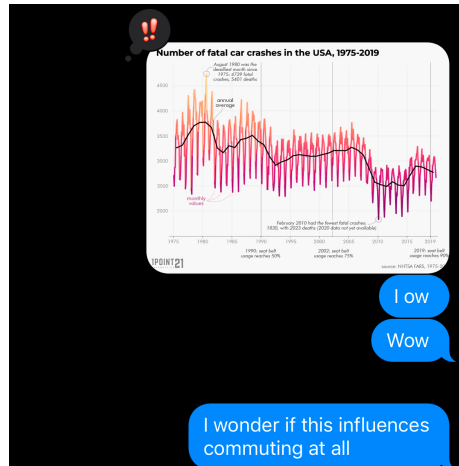 ‼
Number of fatal car crashes in the USA, 1975-2019
August 1980 was the
deadliest month since
1975: 4739 fatal
crashes, 5401 deaths
annual
average
4500
4000
3500
3000
2500
2000
monthly
values
February 2010 had the fewest fatal crashes,
1830, with 2023 deaths (2020 data not yet available)
1975 1980 1985 1990 1995 2000 2005 2010 2015 2019
1990: seat belt
usage reaches 50%
2002: seat belt
usage reaches 75%
2019: seat belt
usage reaches 90%
1POINT21
source: NHTSA FARS, 1975-20
I ow
Wow
I wonder if this influences
commuting at all